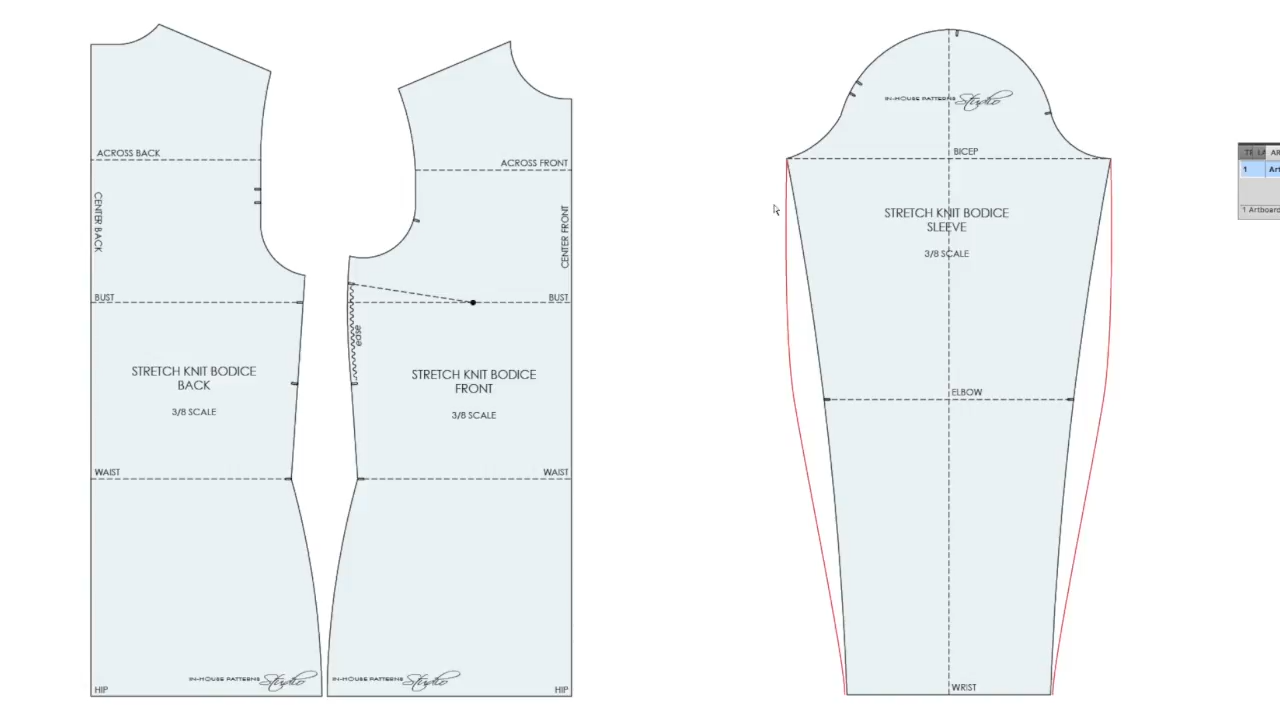 ACROSS BACK
CENTER BACK
BUST
STRETCH KNIT BODICE
BACK
3/8 SCALE
WAIST
IN-HOUSE PATTERNS
Studio
HIP
ACROSS FRONT
CENTER FRONT
BUST
ease
STRETCH KNIT BODICE
FRONT
3/8 SCALE
WAIST
IN-HOUSE PATTERNS
Studio
HIP
IN-HOUSE PATTERNS
Studio
BICEP
STRETCH KNIT BODICE
SLEEVE
3/8 SCALE
ELBOW
WRIST
1
1 Artboard